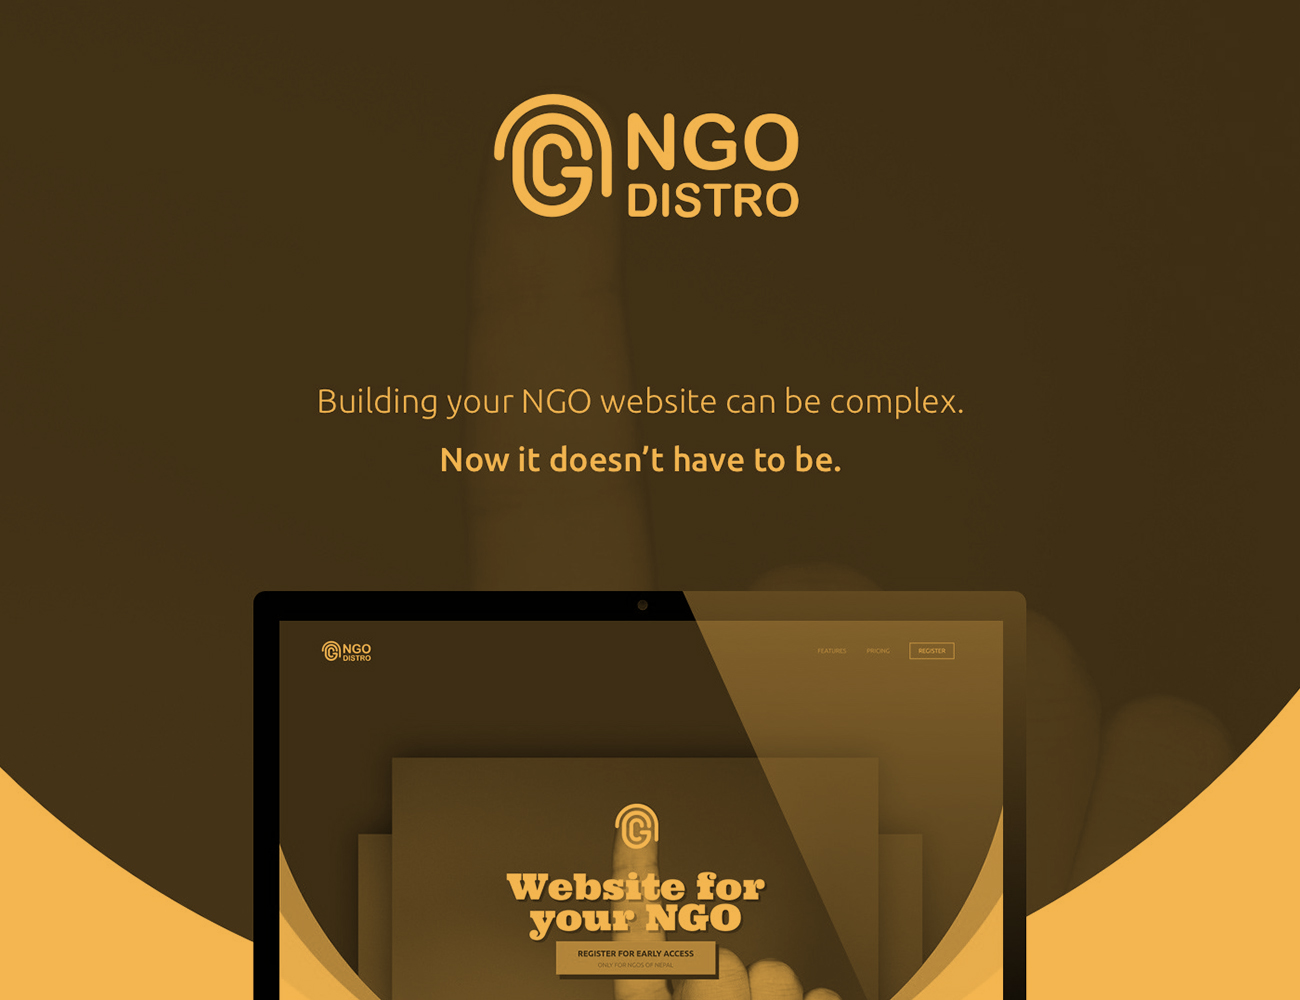 NGO
DISTRO
Building your NGO website can be complex.
Now it doesn't have to be.
NGO
DISTRO
FEATURES
PRICING
REGISTER
Website for
your NGO
REGISTER FOR EARLY ACCESS
ONLY FOR NGOS OF NEPAL